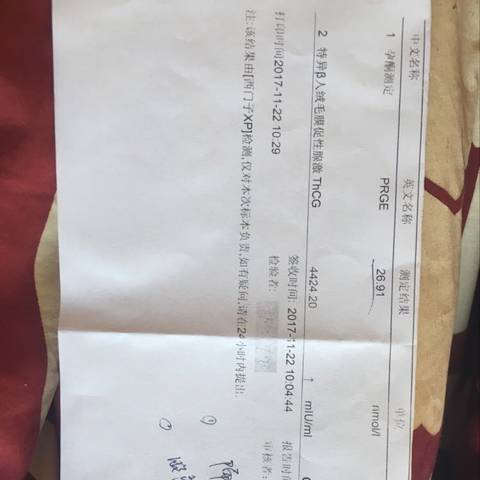 中文名称 英文名称 测定结果 单位
1 孕酮测定 PRGE 26.91 nmol/l
2 特异β人绒毛膜促性腺激 ThCG 4424.20 ↑ mIU/ml
签收时间: 2017-11-22 10:04:44 报告时间
打印时间2017-11-22 10:29 检验者: 审核者:
注:该结果由[西门子XP]检测,仅对本次标本负责,如有疑问,请在24小时内提出.
①
②